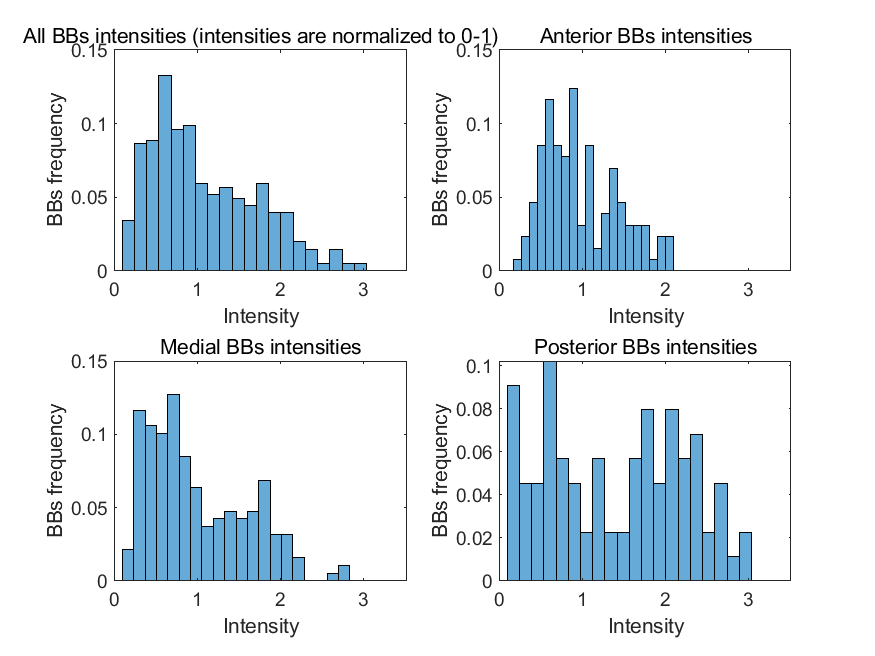 All BBs intensities (intensities are normalized to 0-1)
0.15
0.1
0.05
0
BBs frequency
0 1 2 3
Intensity
Anterior BBs intensities
0.15
0.1
0.05
0
BBs frequency
0 1 2 3
Intensity
Medial BBs intensities
0.15
0.1
0.05
0
BBs frequency
0 1 2 3
Intensity
Posterior BBs intensities
0.1
0.08
0.06
0.04
0.02
0
BBs frequency
0 1 2 3
Intensity